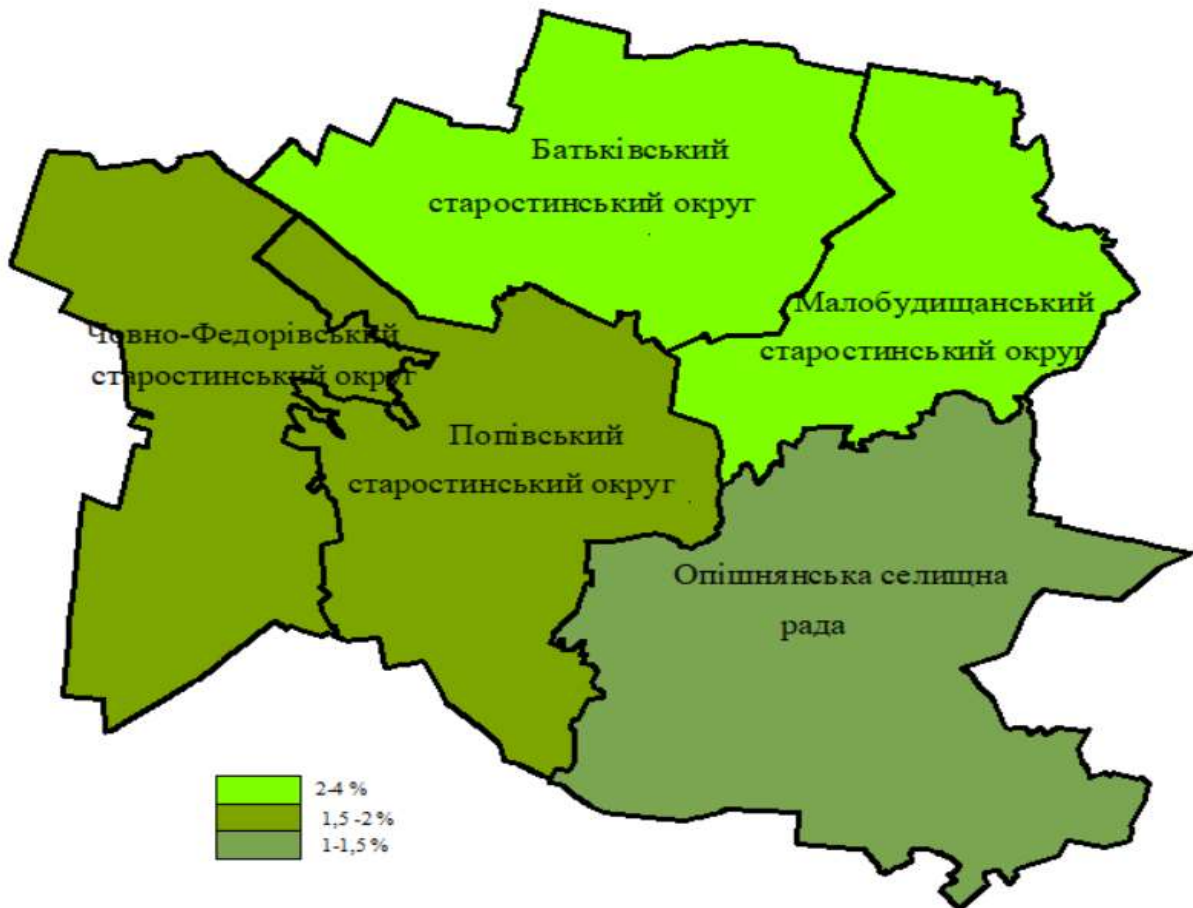 Батьківський
старостинський округ
Малобудищанський
старостинський округ
Човно-Федорівський
старостинський округ
Попівський
старостинський округ
Опішнянська селищна
рада
2-4 %
1,5 -2 %
1-1,5 %